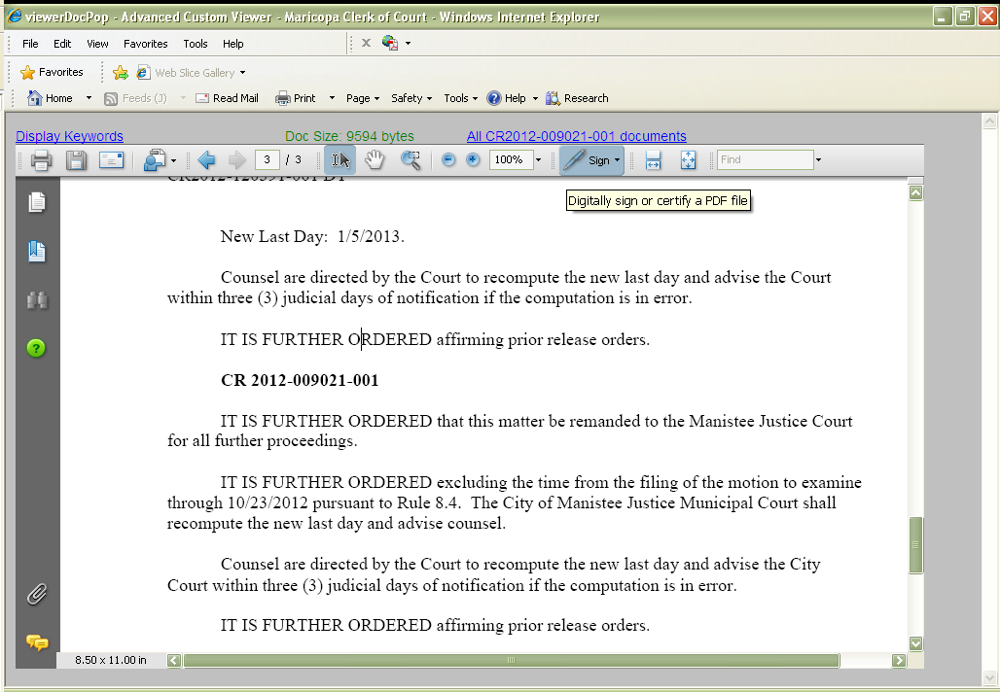 viewerDocPop - Advanced Custom Viewer - Maricopa Clerk of Court - Windows Internet Explorer
File Edit View Favorites Tools Help
Favorites Web Slice Gallery
Home Feeds (J) Read Mail Print Page Safety Tools Help Research
Display Keywords Doc Size: 9594 bytes All CR2012-009021-001 documents
3 / 3 100% Sign Find
Digitally sign or certify a PDF file
New Last Day: 1/5/2013.
Counsel are directed by the Court to recompute the new last day and advise the Court
within three (3) judicial days of notification if the computation is in error.
IT IS FURTHER ORDERED affirming prior release orders.
CR 2012-009021-001
IT IS FURTHER ORDERED that this matter be remanded to the Manistee Justice Court
for all further proceedings.
IT IS FURTHER ORDERED excluding the time from the filing of the motion to examine
through 10/23/2012 pursuant to Rule 8.4. The City of Manistee Justice Municipal Court shall
recompute the new last day and advise counsel.
Counsel are directed by the Court to recompute the new last day and advise the City
Court within three (3) judicial days of notification if the computation is in error.
IT IS FURTHER ORDERED affirming prior release orders.
8.50 x 11.00 in